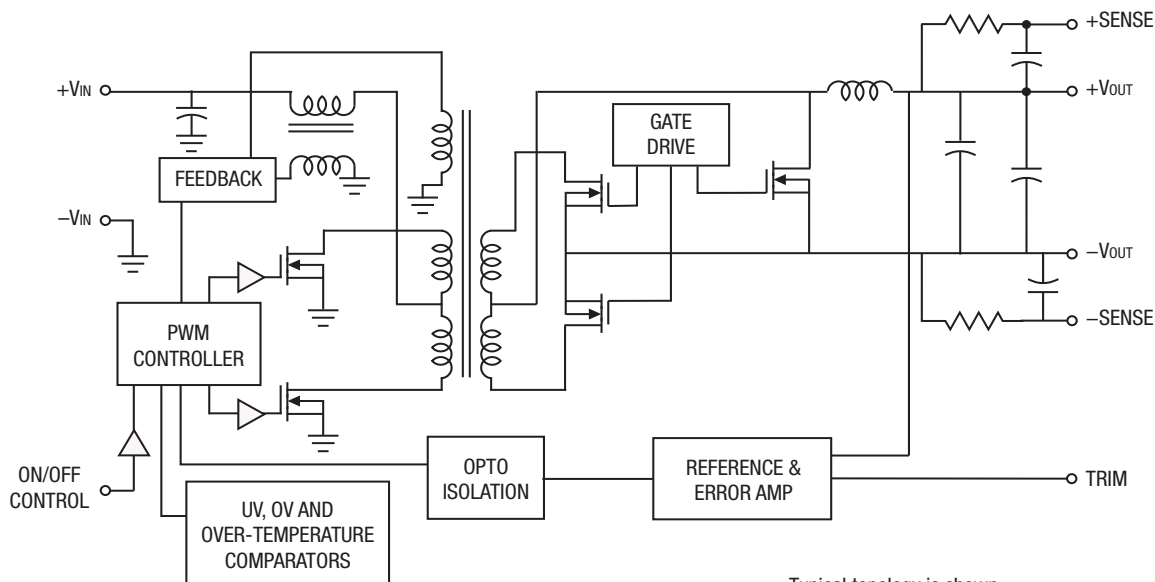 +SENSE
+VIN
+VOUT
GATE
DRIVE
FEEDBACK
−VIN
−VOUT
PWM
CONTROLLER
−SENSE
ON/OFF
CONTROL
OPTO
ISOLATION
REFERENCE &
ERROR AMP
TRIM
UV, OV AND
OVER-TEMPERATURE
COMPARATORS